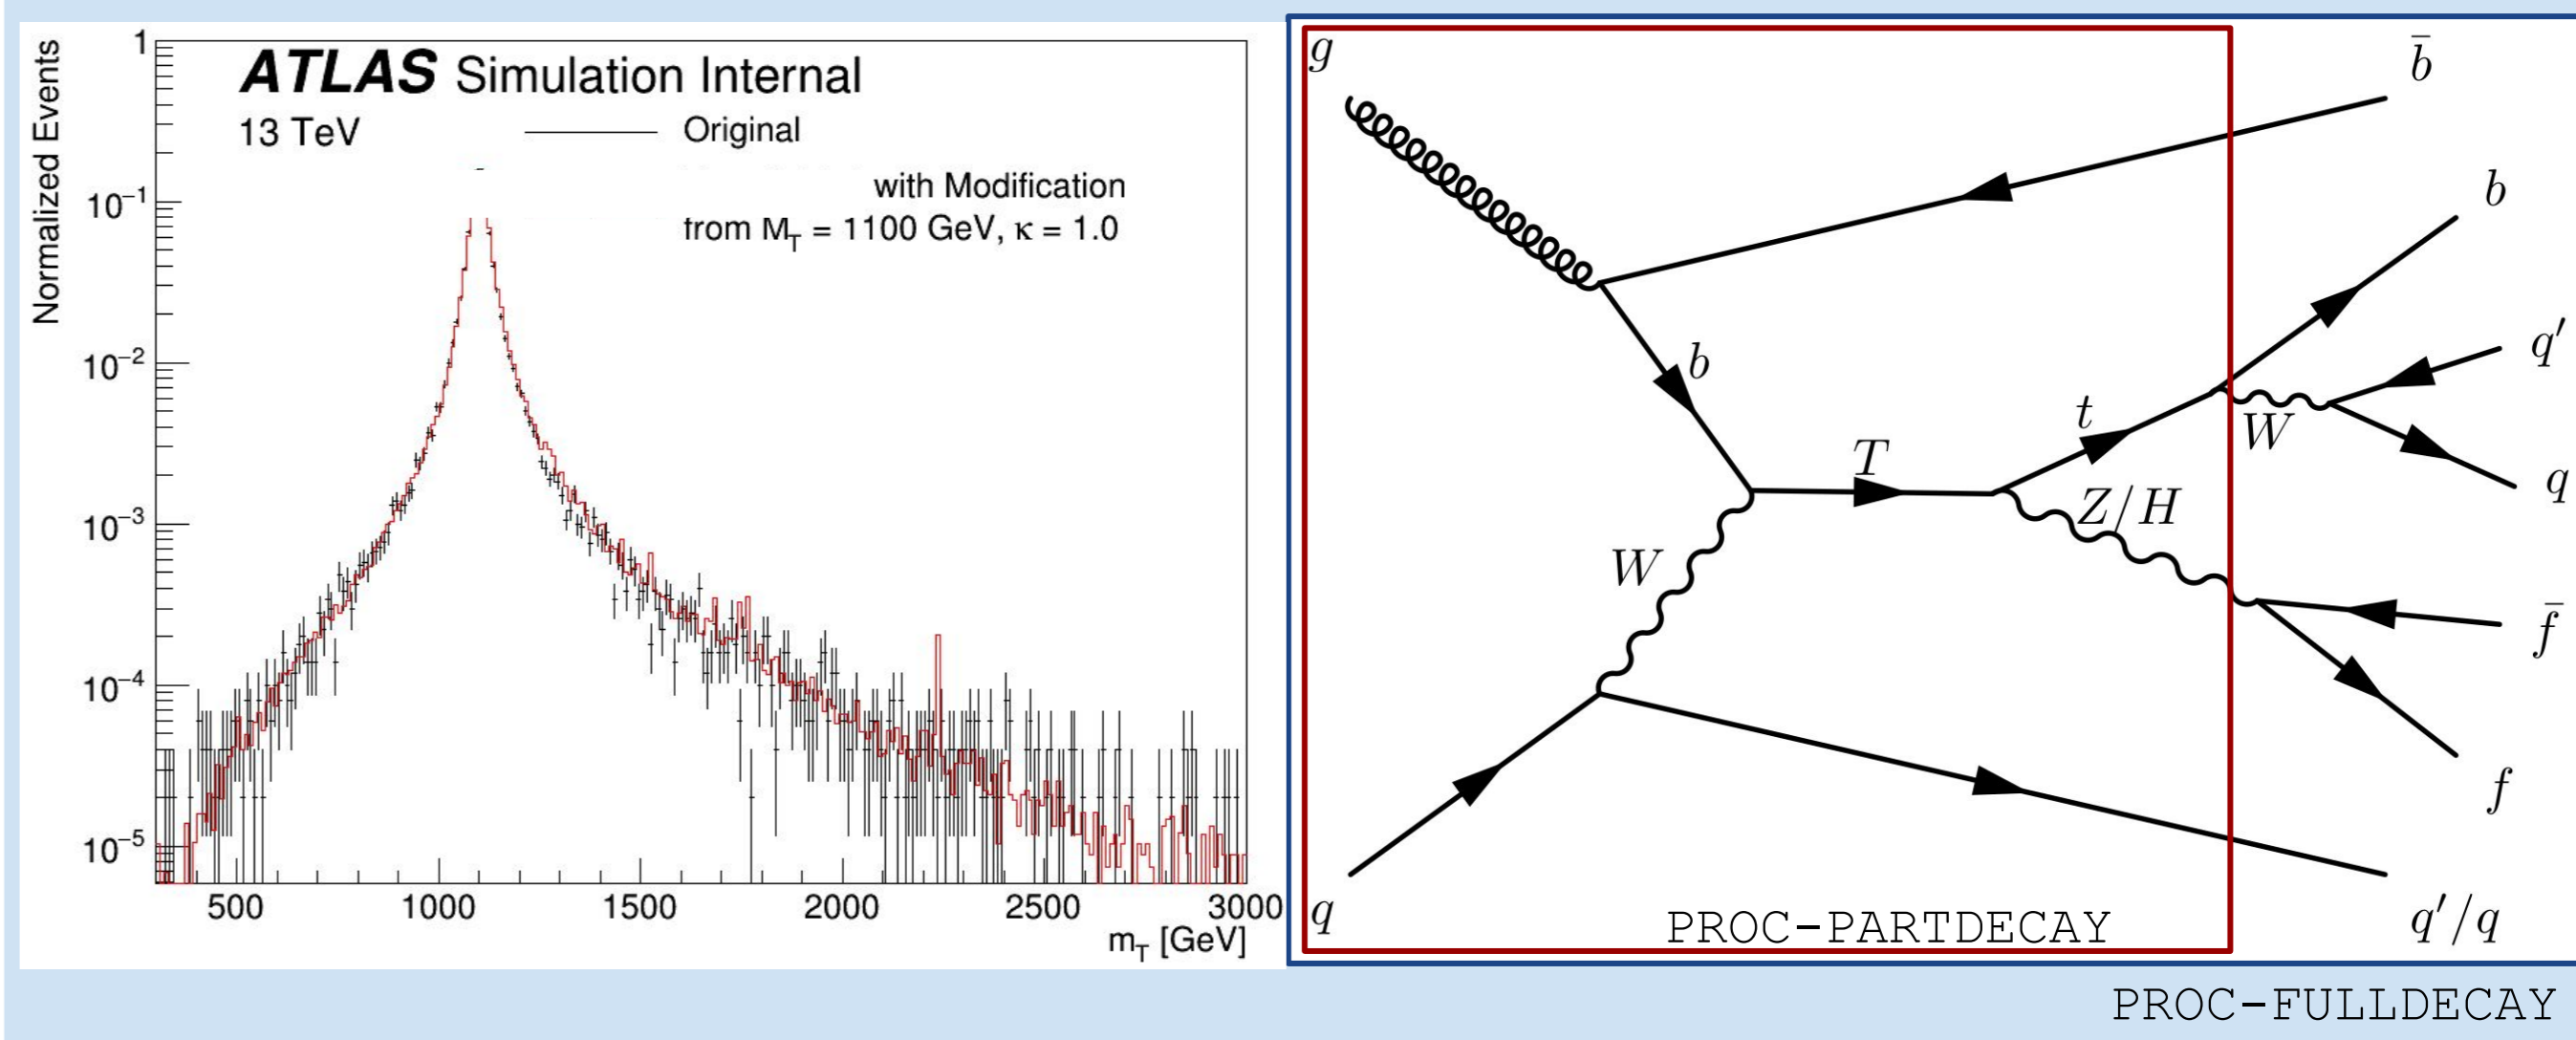 Normalized Events
1
10⁻¹
10⁻²
10⁻³
10⁻⁴
10⁻⁵
ATLAS Simulation Internal
13 TeV
Original
with Modification
from M_T = 1100 GeV, κ = 1.0
500 1000 1500 2000 2500 3000
m_T [GeV]
g
b̄
b
q′
b
t
W
q
T
Z/H
W
f̄
f
q
PROC-PARTDECAY
q′/q
PROC-FULLDECAY